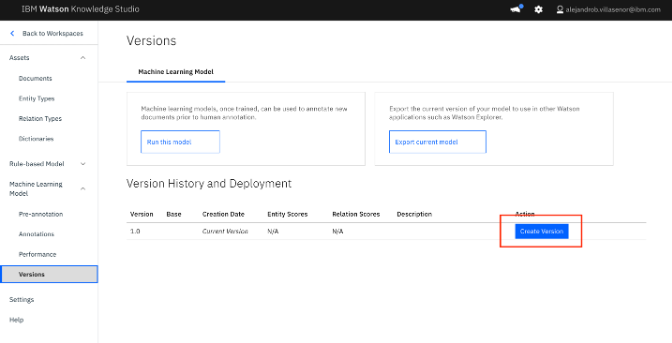 IBM Watson Knowledge Studio
alejandrob.villasenor@ibm.com
Back to Workspaces
Assets
Documents
Entity Types
Relation Types
Dictionaries
Rule-based Model
Machine Learning
Model
Pre-annotation
Annotations
Performance
Versions
Settings
Help
Versions
Machine Learning Model
Machine learning models, once trained, can be used to annotate new
documents prior to human annotation.
Run this model
Export the current version of your model to use in other Watson
applications such as Watson Explorer.
Export current model
Version History and Deployment
Version Base Creation Date Entity Scores Relation Scores Description Action
1.0 Current Version N/A N/A Create Version